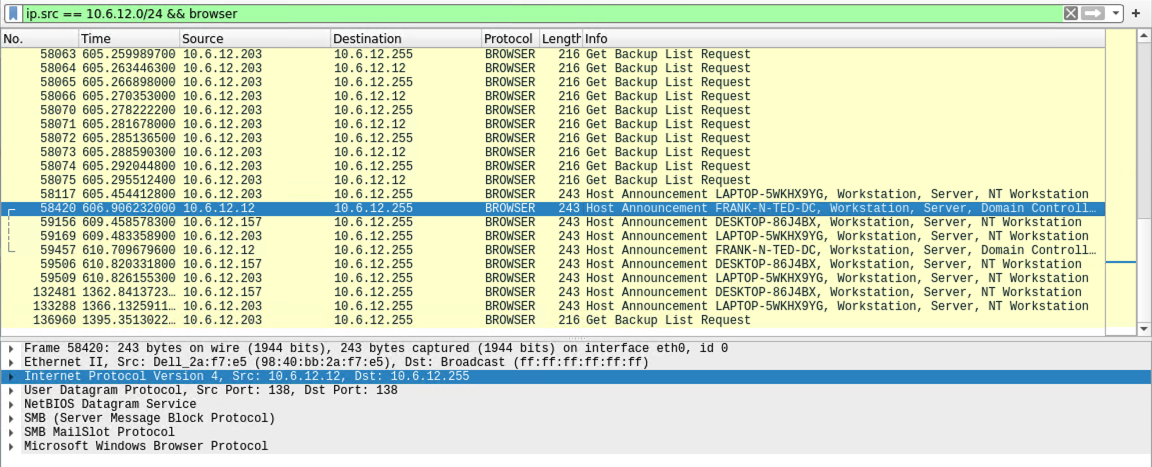 ip.src == 10.6.12.0/24 && browser
No. Time Source Destination Protocol Length Info
58063 605.259989700 10.6.12.203 10.6.12.255 BROWSER 216 Get Backup List Request
58064 605.263446300 10.6.12.203 10.6.12.12 BROWSER 216 Get Backup List Request
58065 605.266898000 10.6.12.203 10.6.12.255 BROWSER 216 Get Backup List Request
58066 605.270353000 10.6.12.203 10.6.12.12 BROWSER 216 Get Backup List Request
58070 605.278222200 10.6.12.203 10.6.12.255 BROWSER 216 Get Backup List Request
58071 605.281678000 10.6.12.203 10.6.12.12 BROWSER 216 Get Backup List Request
58072 605.285136500 10.6.12.203 10.6.12.255 BROWSER 216 Get Backup List Request
58073 605.288590300 10.6.12.203 10.6.12.12 BROWSER 216 Get Backup List Request
58074 605.292044800 10.6.12.203 10.6.12.255 BROWSER 216 Get Backup List Request
58075 605.295512400 10.6.12.203 10.6.12.12 BROWSER 216 Get Backup List Request
58117 605.454412800 10.6.12.203 10.6.12.255 BROWSER 243 Host Announcement LAPTOP-5WKHX9YG, Workstation, Server, NT Workstation
58420 606.906232000 10.6.12.12 10.6.12.255 BROWSER 243 Host Announcement FRANK-N-TED-DC, Workstation, Server, Domain Controll…
59156 609.458578300 10.6.12.157 10.6.12.255 BROWSER 243 Host Announcement DESKTOP-86J4BX, Workstation, Server, NT Workstation
59169 609.483358900 10.6.12.203 10.6.12.255 BROWSER 243 Host Announcement LAPTOP-5WKHX9YG, Workstation, Server, NT Workstation
59457 610.709679600 10.6.12.12 10.6.12.255 BROWSER 243 Host Announcement FRANK-N-TED-DC, Workstation, Server, Domain Controll…
59506 610.820331800 10.6.12.157 10.6.12.255 BROWSER 243 Host Announcement DESKTOP-86J4BX, Workstation, Server, NT Workstation
59509 610.826155300 10.6.12.203 10.6.12.255 BROWSER 243 Host Announcement LAPTOP-5WKHX9YG, Workstation, Server, NT Workstation
132481 1362.8413723… 10.6.12.157 10.6.12.255 BROWSER 243 Host Announcement DESKTOP-86J4BX, Workstation, Server, NT Workstation
133288 1366.1325911… 10.6.12.203 10.6.12.255 BROWSER 243 Host Announcement LAPTOP-5WKHX9YG, Workstation, Server, NT Workstation
136960 1395.3513022… 10.6.12.203 10.6.12.255 BROWSER 216 Get Backup List Request
Frame 58420: 243 bytes on wire (1944 bits), 243 bytes captured (1944 bits) on interface eth0, id 0
Ethernet II, Src: Dell_2a:f7:e5 (98:40:bb:2a:f7:e5), Dst: Broadcast (ff:ff:ff:ff:ff:ff)
Internet Protocol Version 4, Src: 10.6.12.12, Dst: 10.6.12.255
User Datagram Protocol, Src Port: 138, Dst Port: 138
NetBIOS Datagram Service
SMB (Server Message Block Protocol)
SMB MailSlot Protocol
Microsoft Windows Browser Protocol